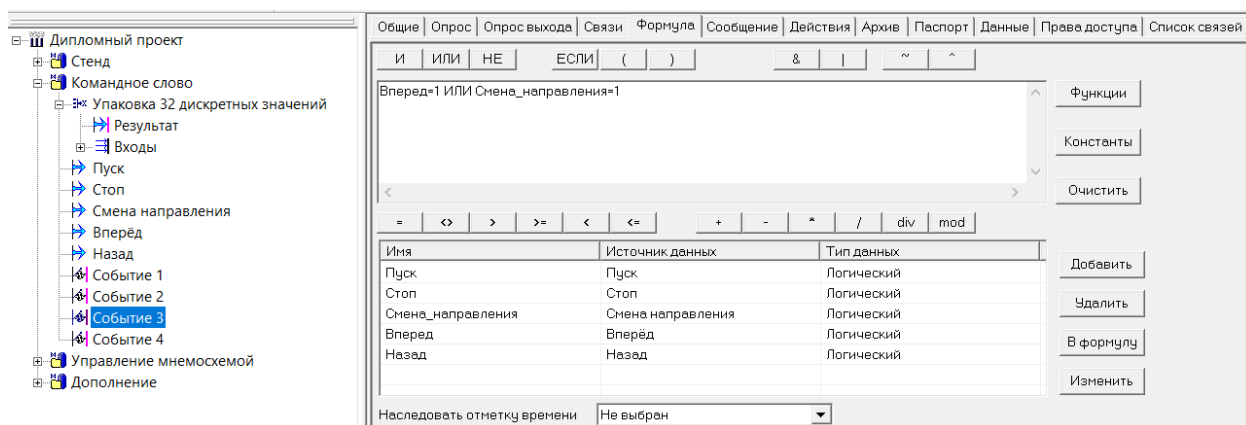 Дипломный проект
Стенд
Командное слово
Упаковка 32 дискретных значений
Результат
Входы
Пуск
Стоп
Смена направления
Вперёд
Назад
Событие 1
Событие 2
Событие 3
Событие 4
Управление мнемосхемой
Дополнение
Общие Опрос Опрос выхода Связи Формула Сообщение Действия Архив Паспорт Данные Права доступа Список связей
И ИЛИ НЕ ЕСЛИ ( ) & | ~ ^
Вперед=1 ИЛИ Смена_направления=1
Функции
Константы
Очистить
= <> > >= < <= + - * / div mod
Имя Источник данных Тип данных
Пуск Пуск Логический
Стоп Стоп Логический
Смена_направления Смена направления Логический
Вперед Вперёд Логический
Назад Назад Логический
Добавить
Удалить
В формулу
Изменить
Наследовать отметку времени Не выбран